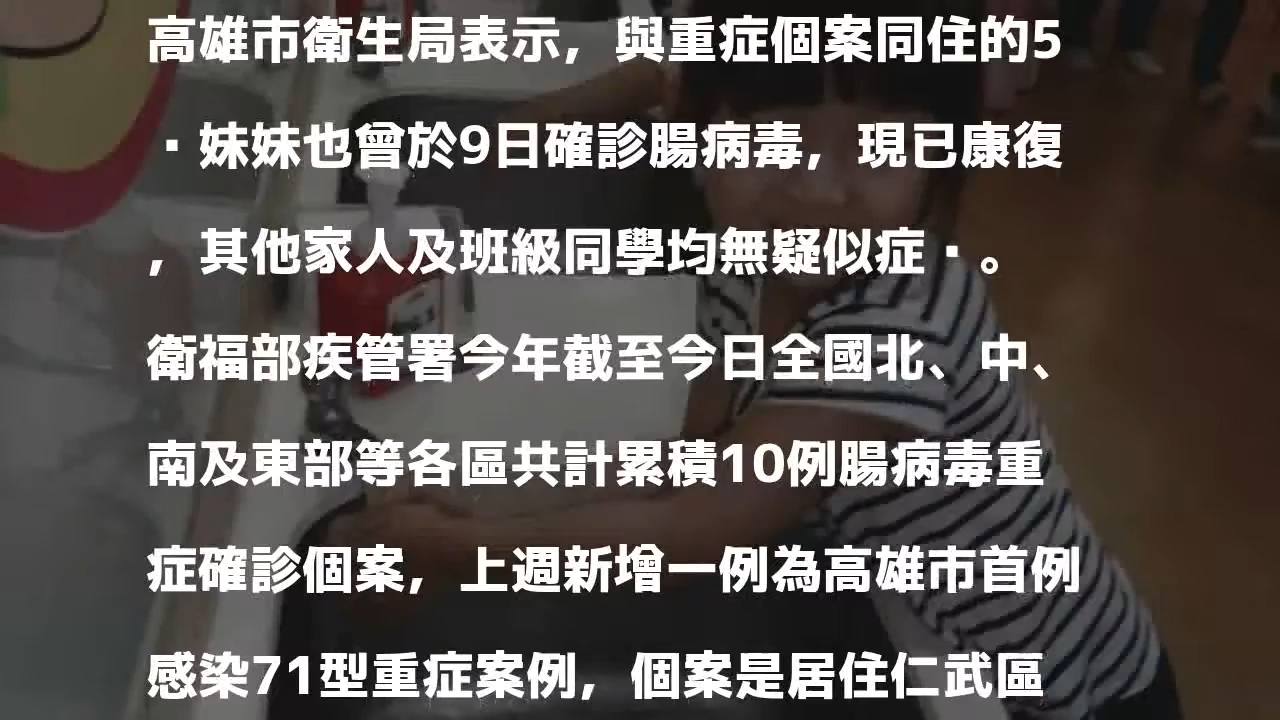 高雄市衛生局表示，與重症個案同住的5
·妹妹也曾於9日確診腸病毒，現已康復
，其他家人及班級同學均無疑似症·。
衛福部疾管署今年截至今日全國北、中、
南及東部等各區共計累積10例腸病毒重
症確診個案，上週新增一例為高雄市首例
感染71型重症案例，個案是居住仁武區